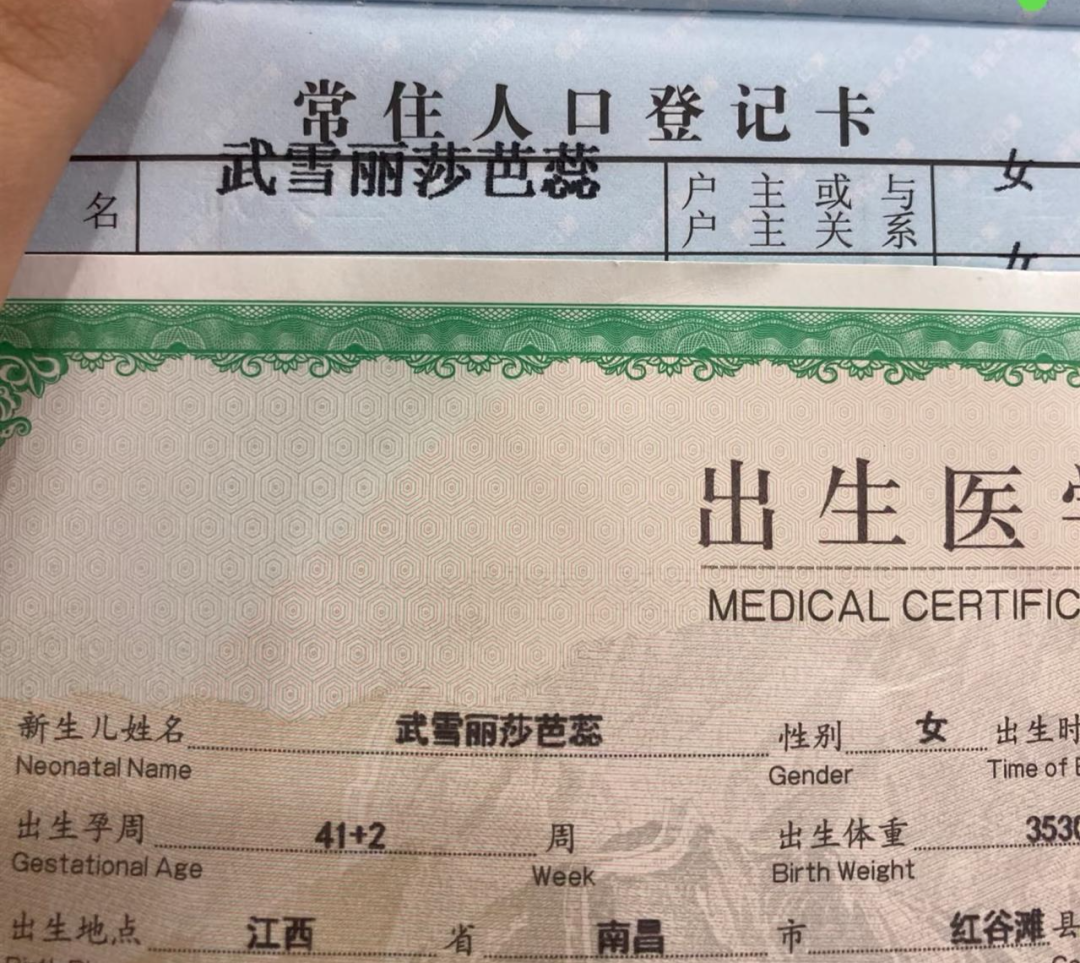 常住人口登记卡
名 武雪丽莎芭蕊 户主或与 女
户主关系
出生医
MEDICAL CERTIFIC
新生儿姓名 武雪丽莎芭蕊 性别 女 出生时
Neonatal Name Gender Time of
出生孕周 41+2 周 出生体重 353
Gestational Age Week Birth Weight
出生地点 江西 省 南昌 市 红谷滩 县